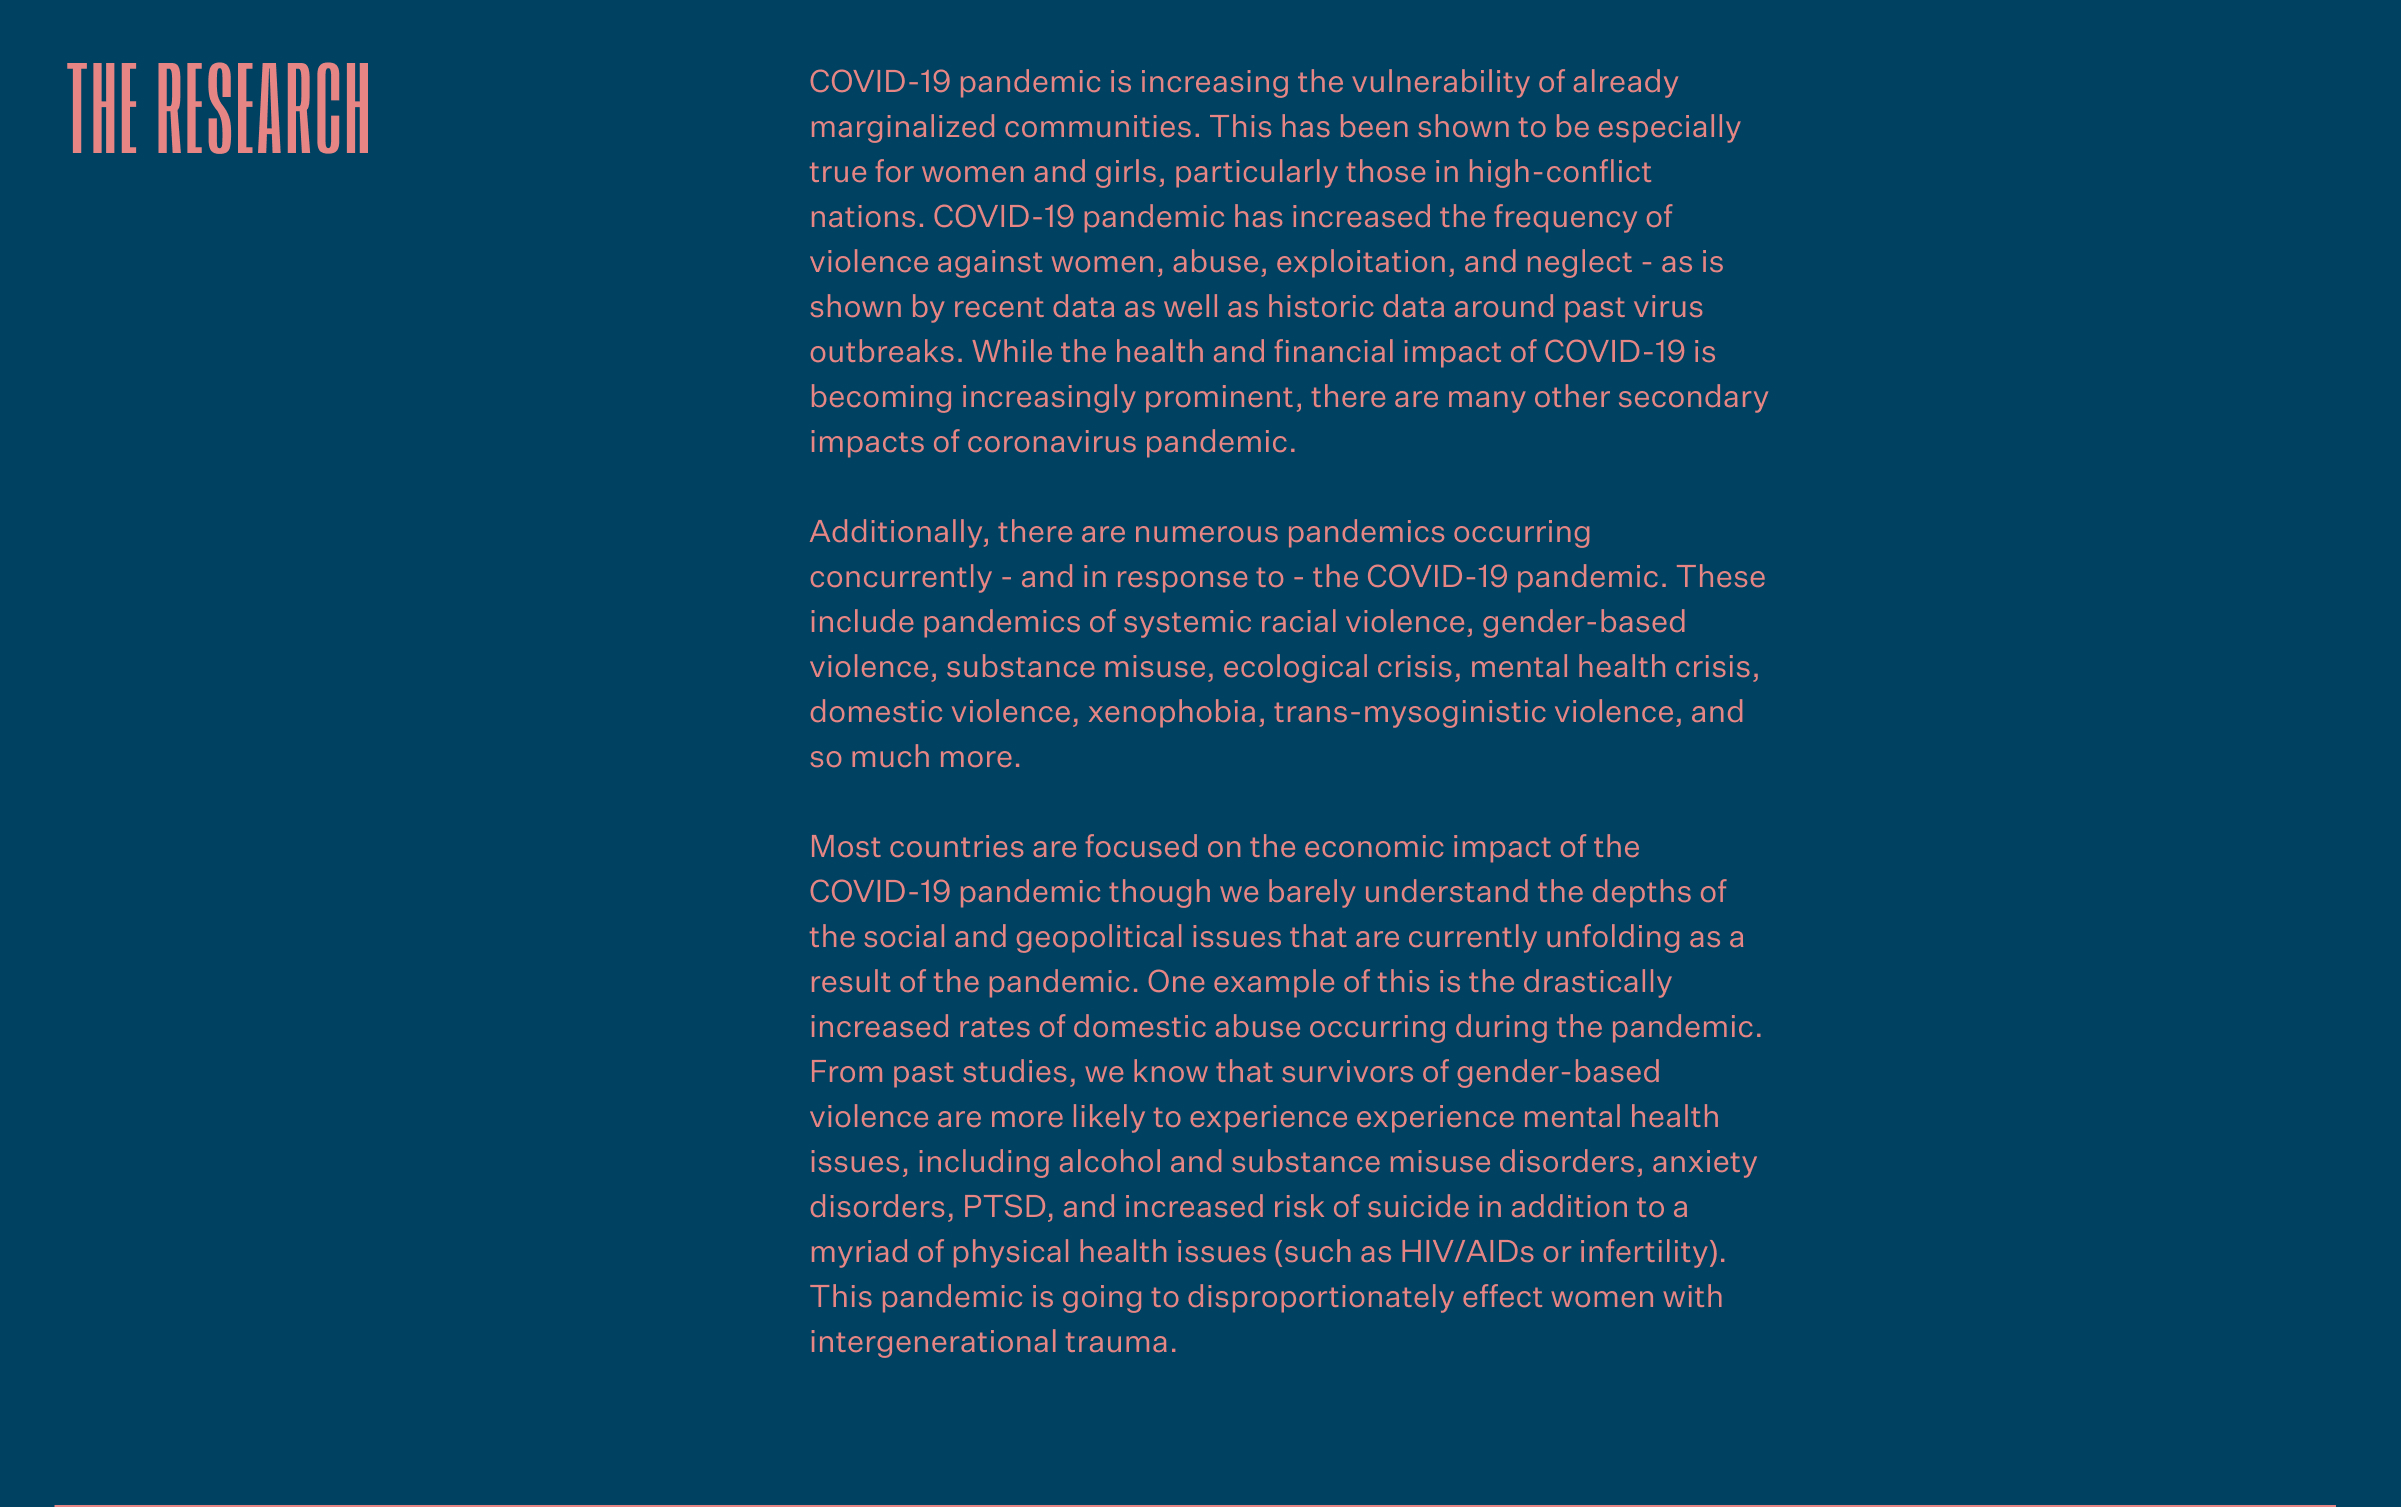 THE RESEARCH
COVID-19 pandemic is increasing the vulnerability of already
marginalized communities. This has been shown to be especially
true for women and girls, particularly those in high-conflict
nations. COVID-19 pandemic has increased the frequency of
violence against women, abuse, exploitation, and neglect - as is
shown by recent data as well as historic data around past virus
outbreaks. While the health and financial impact of COVID-19 is
becoming increasingly prominent, there are many other secondary
impacts of coronavirus pandemic.
Additionally, there are numerous pandemics occurring
concurrently - and in response to - the COVID-19 pandemic. These
include pandemics of systemic racial violence, gender-based
violence, substance misuse, ecological crisis, mental health crisis,
domestic violence, xenophobia, trans-mysoginistic violence, and
so much more.
Most countries are focused on the economic impact of the
COVID-19 pandemic though we barely understand the depths of
the social and geopolitical issues that are currently unfolding as a
result of the pandemic. One example of this is the drastically
increased rates of domestic abuse occurring during the pandemic.
From past studies, we know that survivors of gender-based
violence are more likely to experience experience mental health
issues, including alcohol and substance misuse disorders, anxiety
disorders, PTSD, and increased risk of suicide in addition to a
myriad of physical health issues (such as HIV/AIDs or infertility).
This pandemic is going to disproportionately effect women with
intergenerational trauma.